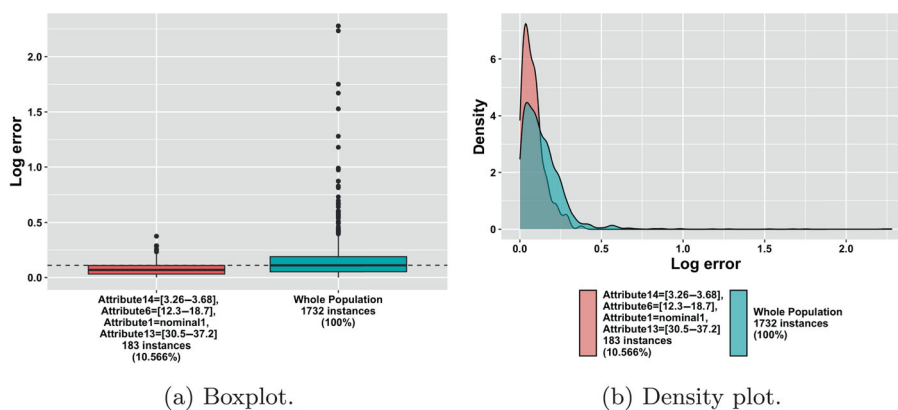 2.0
1.5
1.0
0.5
0.0
Log error
Attribute14=[3.26–3.68],
Attribute6=[12.3–18.7],
Attribute1=nominal1,
Attribute13=[30.5–37.2]
183 instances
(10.566%)
Whole Population
1732 instances
(100%)
(a) Boxplot.
6
4
2
0
Density
0.0 0.5 1.0 1.5 2.0
Log error
Attribute14=[3.26–3.68],
Attribute6=[12.3–18.7],
Attribute1=nominal1,
Attribute13=[30.5–37.2]
183 instances
(10.566%)
Whole Population
1732 instances
(100%)
(b) Density plot.